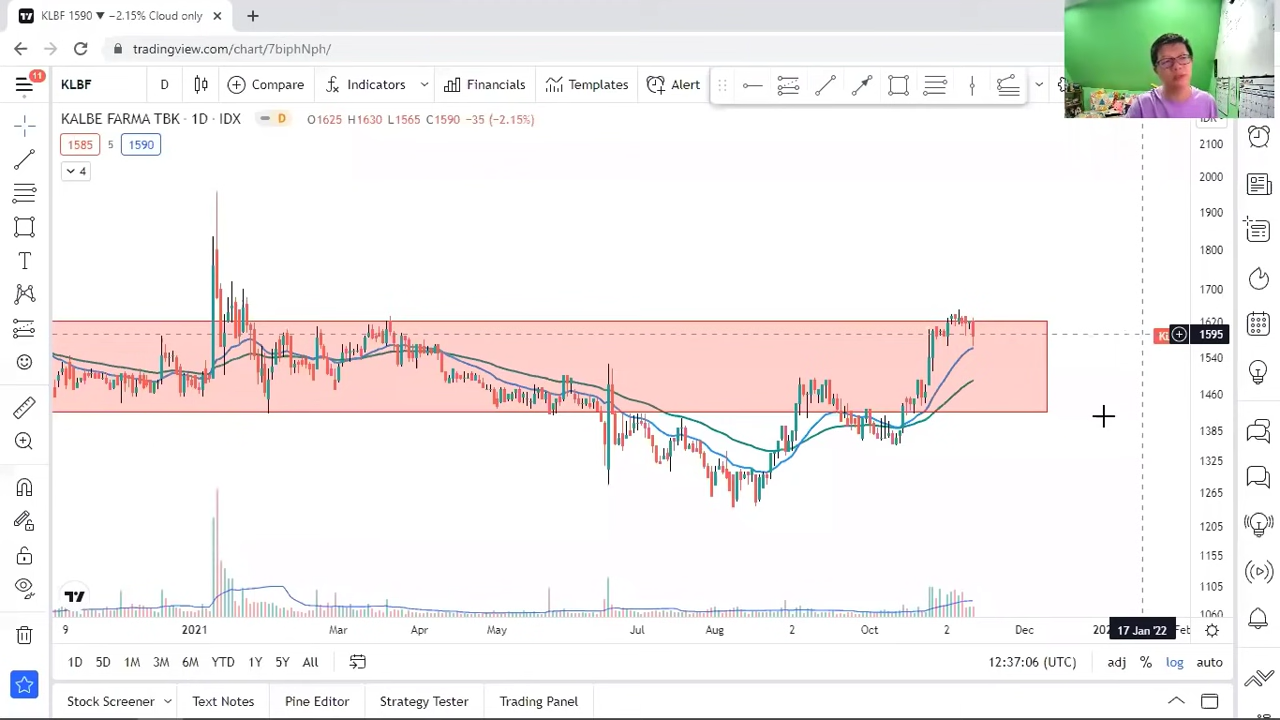 KLBF 1590 ▼ −2.15% Cloud only
tradingview.com/chart/7biphNph/
11
KLBF D Compare Indicators Financials Templates Alert
KALBE FARMA TBK · 1D · IDX D O1625 H1630 L1565 C1590 −35 (−2.15%)
1585 5 1590
4
2100
2000
1900
1800
1700
1620
1595
1540
1460
1385
1325
1265
1205
1155
1105
1060
9 2021 Mar Apr May Jul Aug 2 Oct 2 Dec 17 Jan '22 Feb
1D 5D 1M 3M 6M YTD 1Y 5Y All 12:37:06 (UTC) adj % log auto
Stock Screener Text Notes Pine Editor Strategy Tester Trading Panel